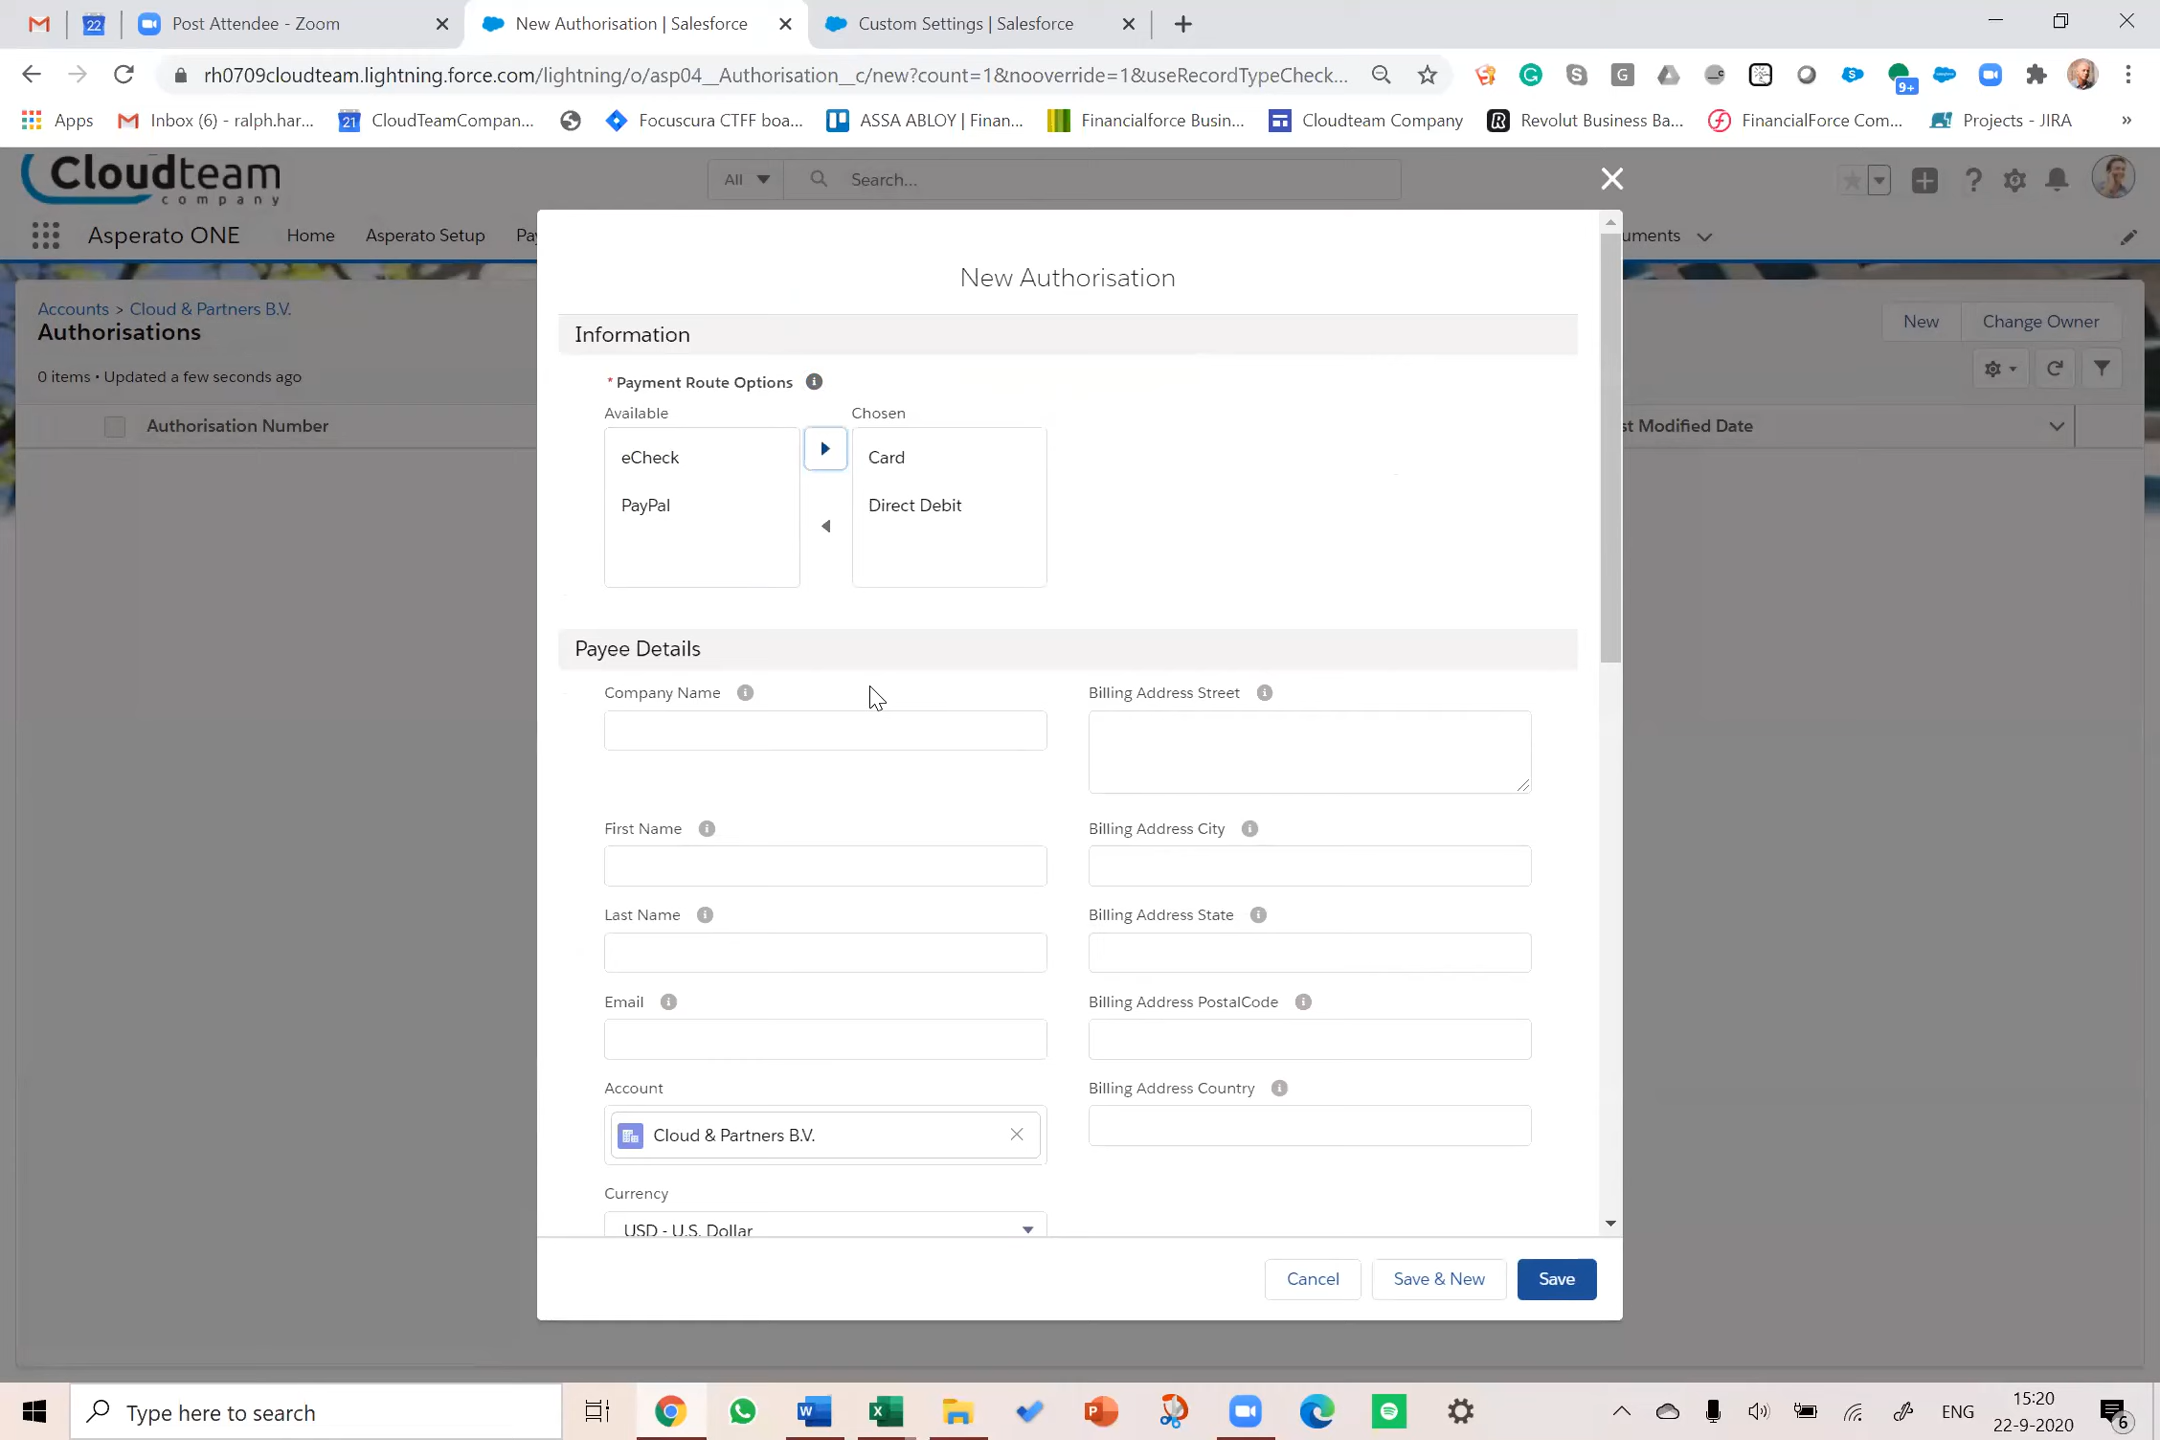 22
Post Attendee - Zoom
New Authorisation | Salesforce
Custom Settings | Salesforce
rh0709cloudteam.lightning.force.com/lightning/o/asp04__Authorisation__c/new?count=1&nooverride=1&useRecordTypeCheck...
9+
Apps
Inbox (6) - ralph.har...
21
CloudTeamCompan...
Focuscura CTFF boa...
ASSA ABLOY | Finan...
Financialforce Busin...
Cloudteam Company
Revolut Business Ba...
FinancialForce Com...
Projects - JIRA
»
Cloudteam
company
All
Search...
Asperato ONE
Home
Asperato Setup
Pa
uments
Accounts > Cloud & Partners B.V.
Authorisations
0 items • Updated a few seconds ago
New
Change Owner
Authorisation Number
st Modified Date
New Authorisation
Information
* Payment Route Options
Available
Chosen
eCheck
Card
PayPal
Direct Debit
Payee Details
Company Name
Billing Address Street
First Name
Billing Address City
Last Name
Billing Address State
Email
Billing Address PostalCode
Account
Billing Address Country
Cloud & Partners B.V.
Currency
USD - U.S. Dollar
Cancel
Save & New
Save
Type here to search
ENG
15:20
22-9-2020
6